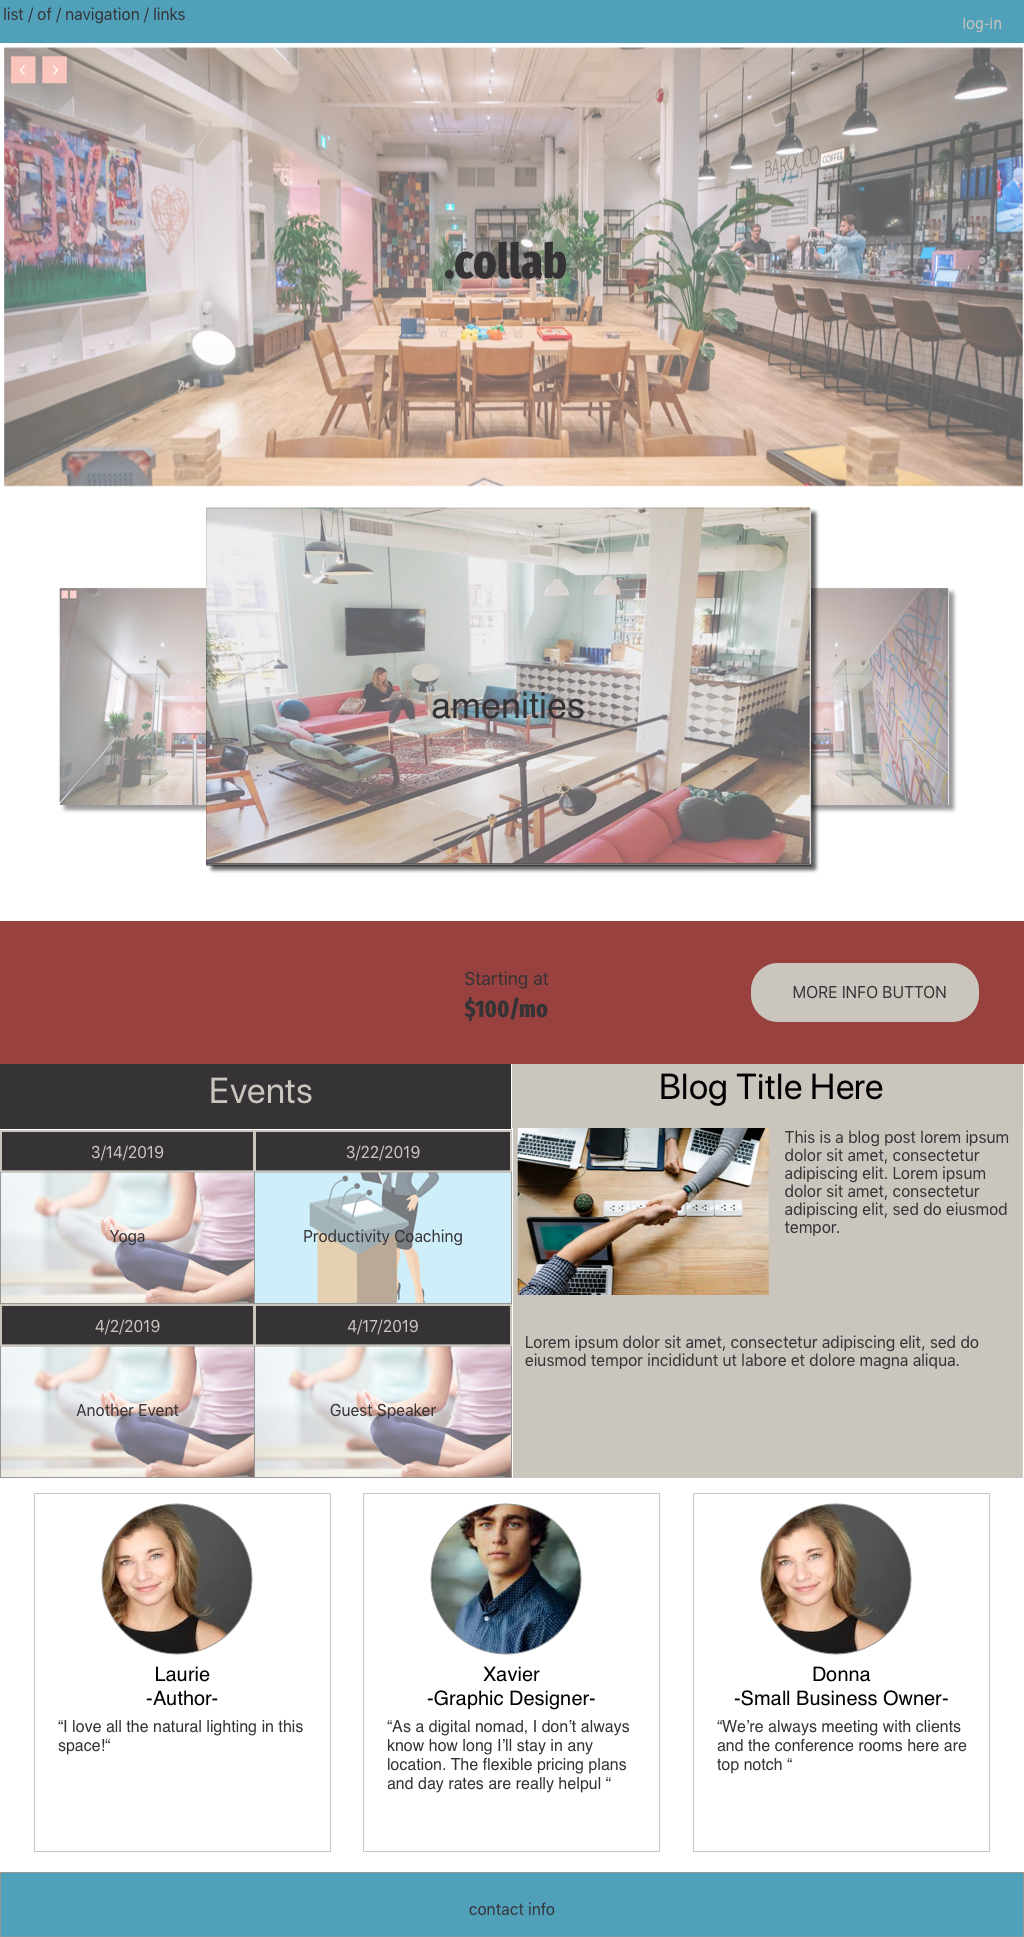 list / of / navigation / links
log-in
BAROCCO
COFFEE
.collab
amenities
Starting at
$100/mo
MORE INFO BUTTON
Events
3/14/2019
3/22/2019
Yoga
Productivity Coaching
4/2/2019
4/17/2019
Another Event
Guest Speaker
Blog Title Here
This is a blog post lorem ipsum
dolor sit amet, consectetur
adipiscing elit. Lorem ipsum
dolor sit amet, consectetur
adipiscing elit, sed do eiusmod
tempor.
Lorem ipsum dolor sit amet, consectetur adipiscing elit, sed do
eiusmod tempor incididunt ut labore et dolore magna aliqua.
Laurie
-Author-
“I love all the natural lighting in this
space!“
Xavier
-Graphic Designer-
“As a digital nomad, I don’t always
know how long I’ll stay in any
location. The flexible pricing plans
and day rates are really helpul “
Donna
-Small Business Owner-
“We’re always meeting with clients
and the conference rooms here are
top notch “
contact info